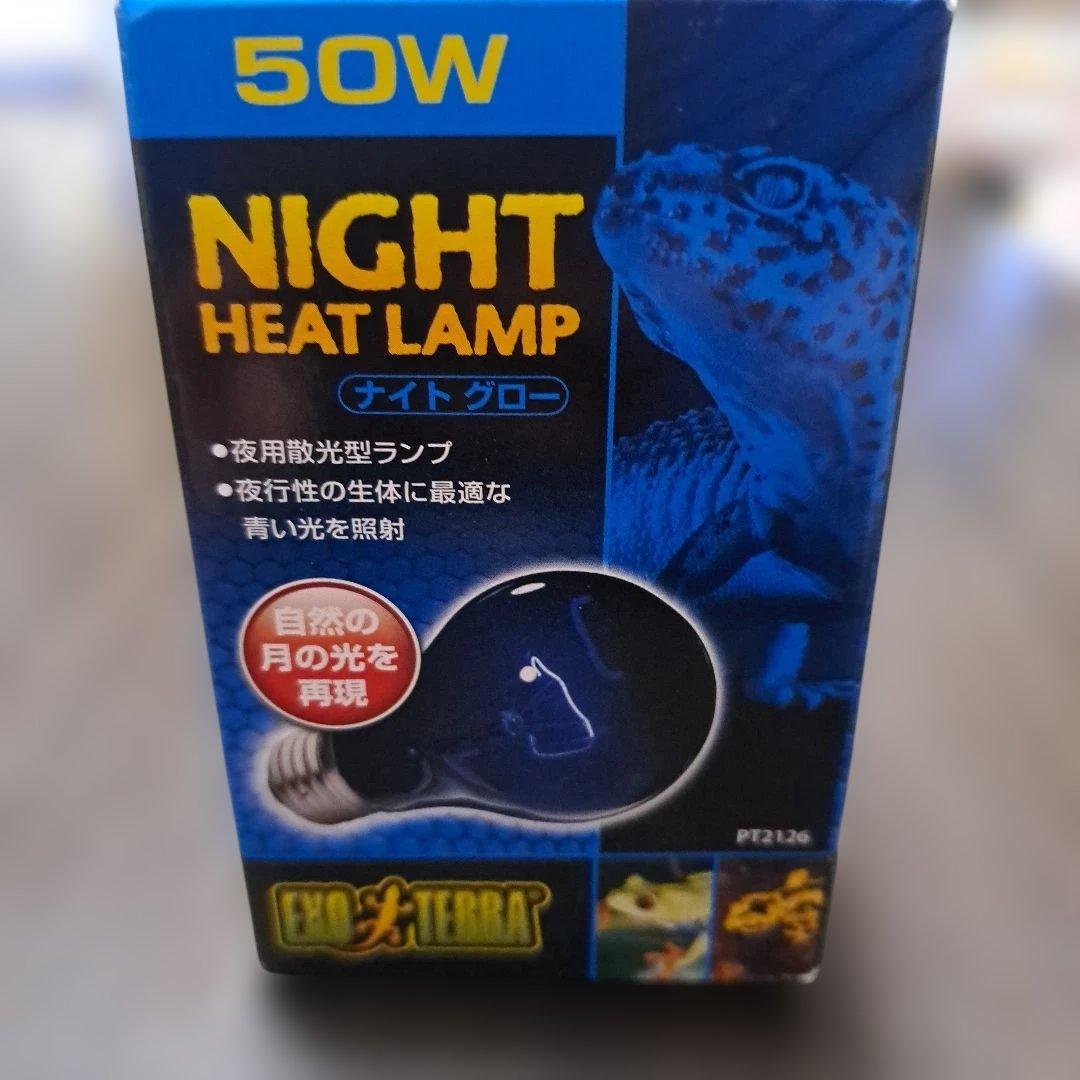 50W
NIGHT
HEAT LAMP
ナイト グロー
●夜用散光型ランプ
●夜行性の生体に最適な
青い光を照射
自然の
月の光を
再現
PT2126
EXO TERRA®